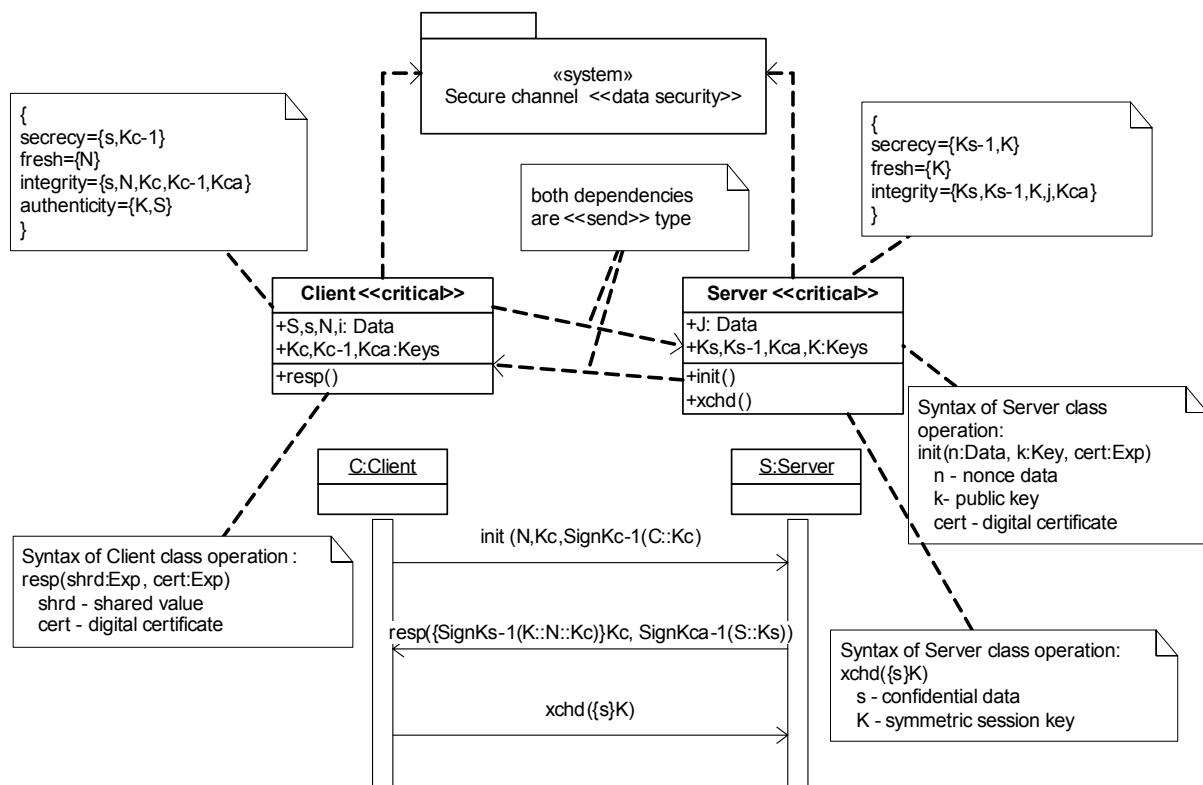 «system»
Secure channel <<data security>>
{
secrecy={s,Kc-1}
fresh={N}
integrity={s,N,Kc,Kc-1,Kca}
authenticity={K,S}
}
both dependencies
are <<send>> type
{
secrecy={Ks-1,K}
fresh={K}
integrity={Ks,Ks-1,K,j,Kca}
}
Client <<critical>>
+S,s,N,i: Data
+Kc,Kc-1,Kca:Keys
+resp()
Server <<critical>>
+J: Data
+Ks,Ks-1,Kca,K:Keys
+init()
+xchd()
Syntax of Server class
operation:
init(n:Data, k:Key, cert:Exp)
n - nonce data
k- public key
cert - digital certificate
C:Client
S:Server
Syntax of Client class operation :
resp(shrd:Exp, cert:Exp)
shrd - shared value
cert - digital certificate
init (N,Kc,SignKc-1(C::Kc)
resp({SignKs-1(K::N::Kc)}Kc, SignKca-1(S::Ks))
xchd({s}K)
Syntax of Server class operation:
xchd({s}K)
s - confidential data
K - symmetric session key